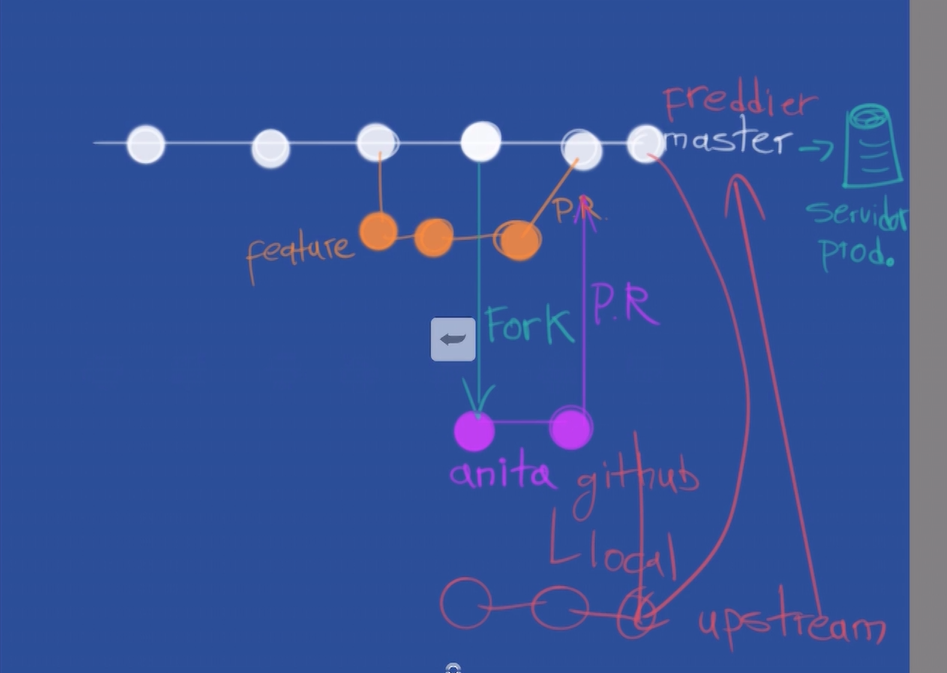 freddier
master
servidor
prod.
P.R.
feature
P.R
Fork
anita
github
local
upstream